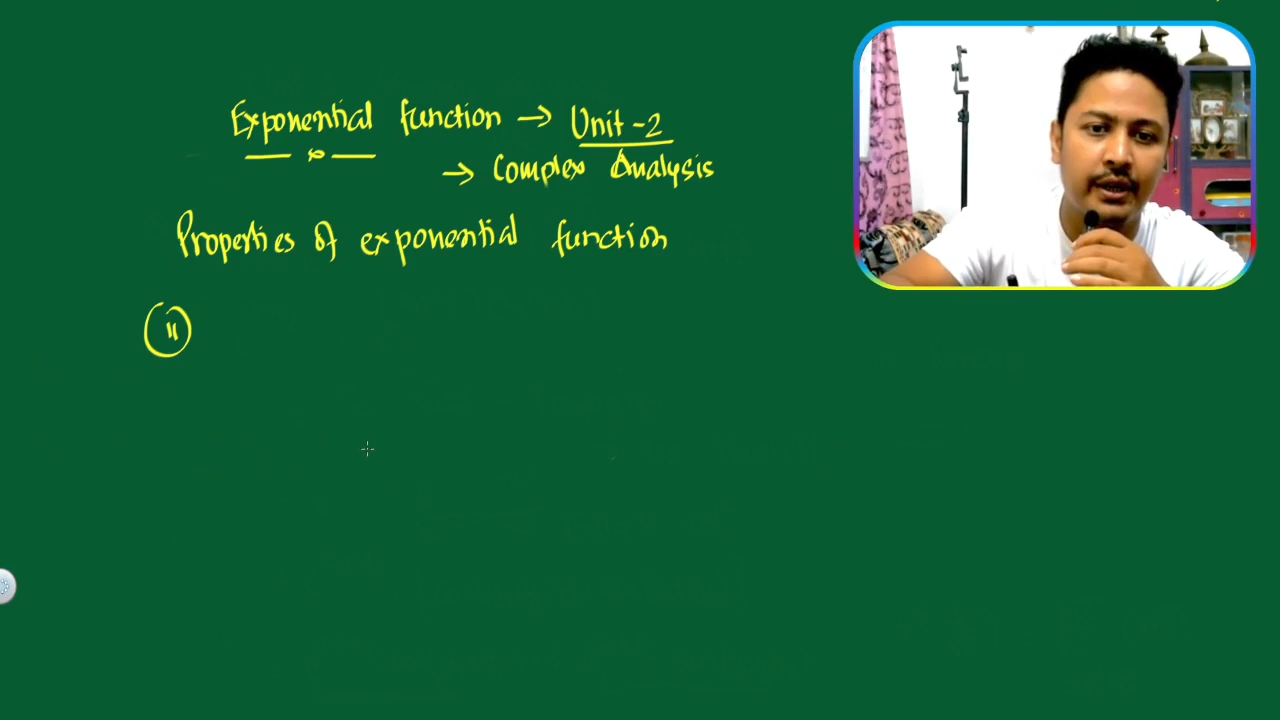 Exponential function → Unit-2
→ Complex Analysis
Properties of exponential function
(ii)